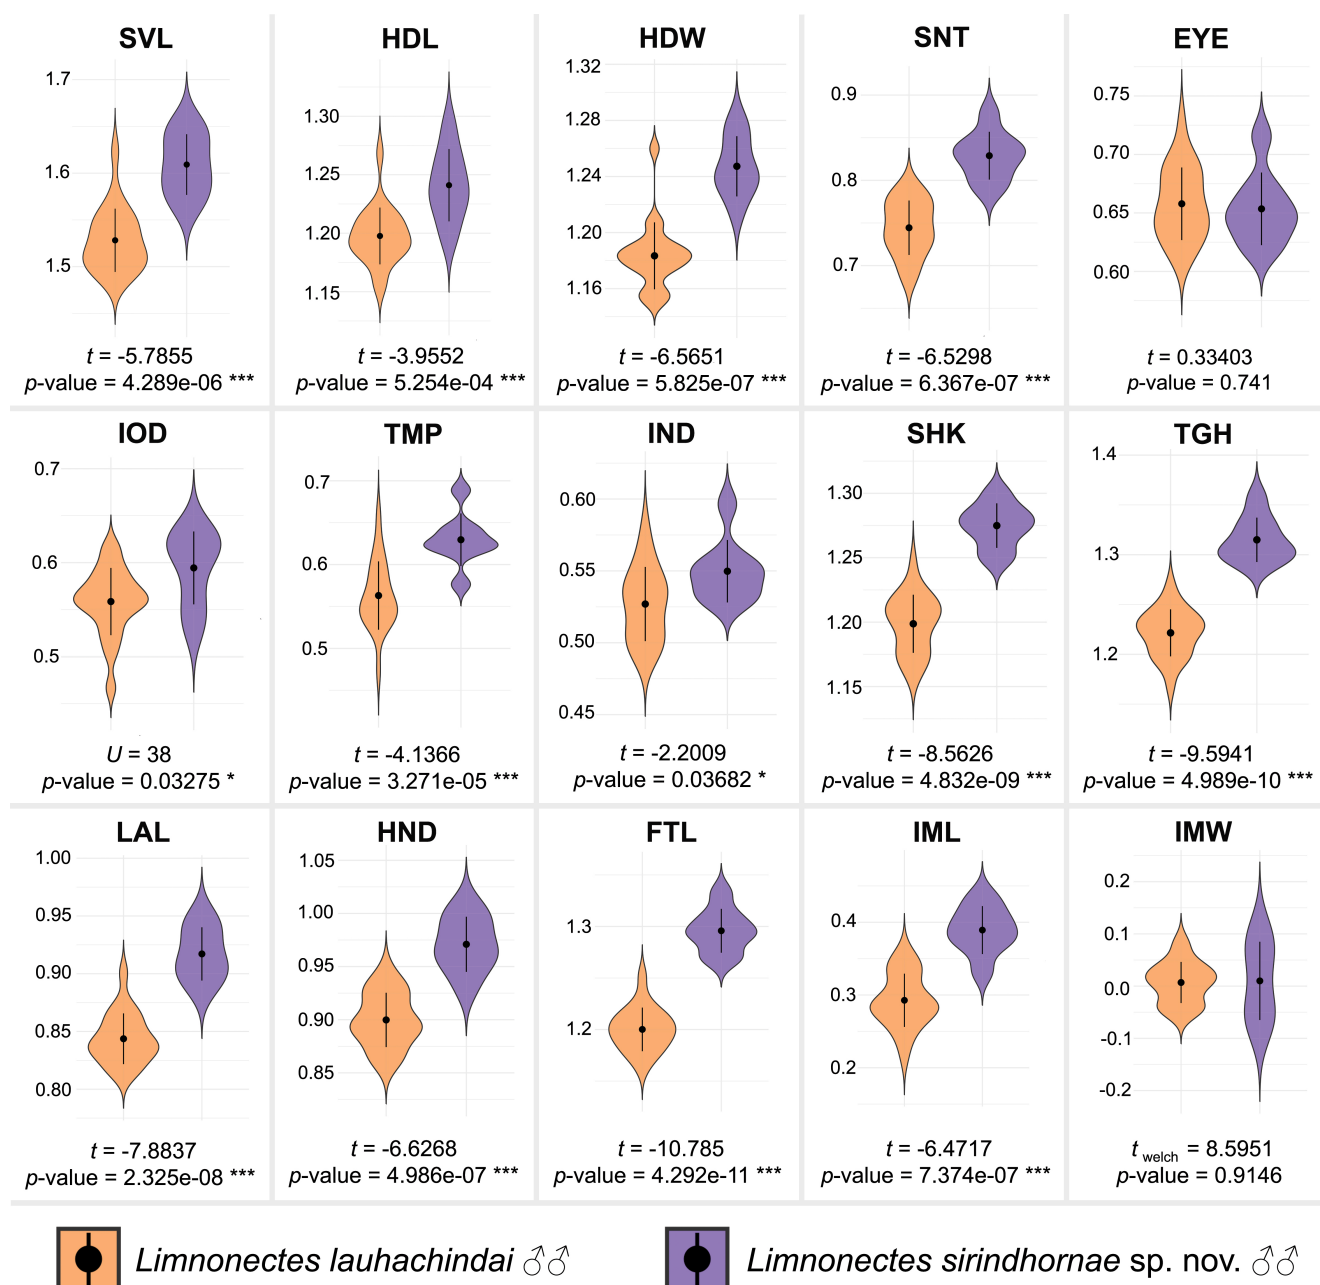 SVL HDL HDW SNT EYE
1.7
1.6
1.5
1.30
1.25
1.20
1.15
1.32
1.28
1.24
1.20
1.16
0.9
0.8
0.7
0.75
0.70
0.65
0.60
t = -5.7855
p-value = 4.289e-06 ***
t = -3.9552
p-value = 5.254e-04 ***
t = -6.5651
p-value = 5.825e-07 ***
t = -6.5298
p-value = 6.367e-07 ***
t = 0.33403
p-value = 0.741
IOD TMP IND SHK TGH
0.7
0.6
0.5
0.7
0.6
0.5
0.60
0.55
0.50
0.45
1.30
1.25
1.20
1.15
1.4
1.3
1.2
U = 38
p-value = 0.03275 *
t = -4.1366
p-value = 3.271e-05 ***
t = -2.2009
p-value = 0.03682 *
t = -8.5626
p-value = 4.832e-09 ***
t = -9.5941
p-value = 4.989e-10 ***
LAL HND FTL IML IMW
1.00
0.95
0.90
0.85
0.80
1.05
1.00
0.95
0.90
0.85
1.3
1.2
0.4
0.3
0.2
0.2
0.1
0.0
-0.1
-0.2
t = -7.8837
p-value = 2.325e-08 ***
t = -6.6268
p-value = 4.986e-07 ***
t = -10.785
p-value = 4.292e-11 ***
t = -6.4717
p-value = 7.374e-07 ***
t welch = 8.5951
p-value = 0.9146
Limnonectes lauhachindai ♂♂
Limnonectes sirindhornae sp. nov. ♂♂